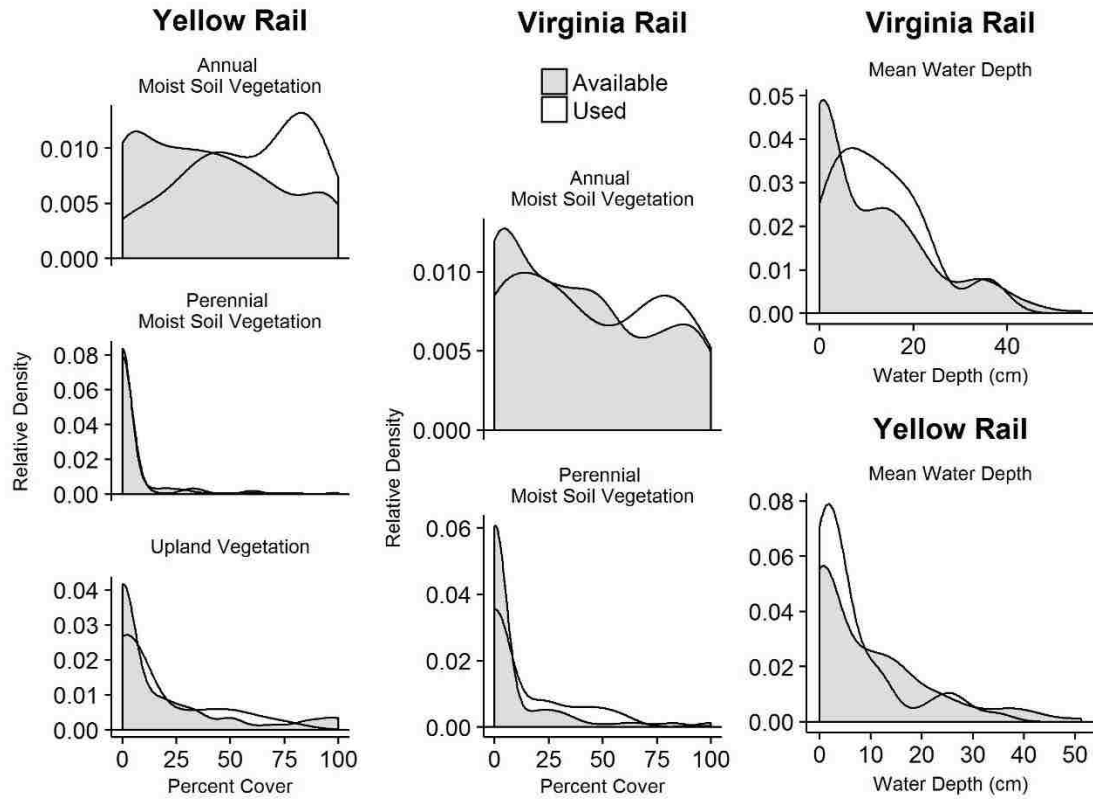 Yellow Rail
Annual
Moist Soil Vegetation
0.010
0.005
0.000
Perennial
Moist Soil Vegetation
0.08
0.06
0.04
0.02
0.00
Upland Vegetation
0.04
0.03
0.02
0.01
0.00
0 25 50 75 100
Percent Cover
Relative Density
Virginia Rail
Available
Used
Annual
Moist Soil Vegetation
0.010
0.005
0.000
Perennial
Moist Soil Vegetation
0.06
0.04
0.02
0.00
0 25 50 75 100
Percent Cover
Relative Density
Virginia Rail
Mean Water Depth
0.05
0.04
0.03
0.02
0.01
0.00
0 20 40
Water Depth (cm)
Yellow Rail
Mean Water Depth
0.08
0.06
0.04
0.02
0.00
0 10 20 30 40 50
Water Depth (cm)